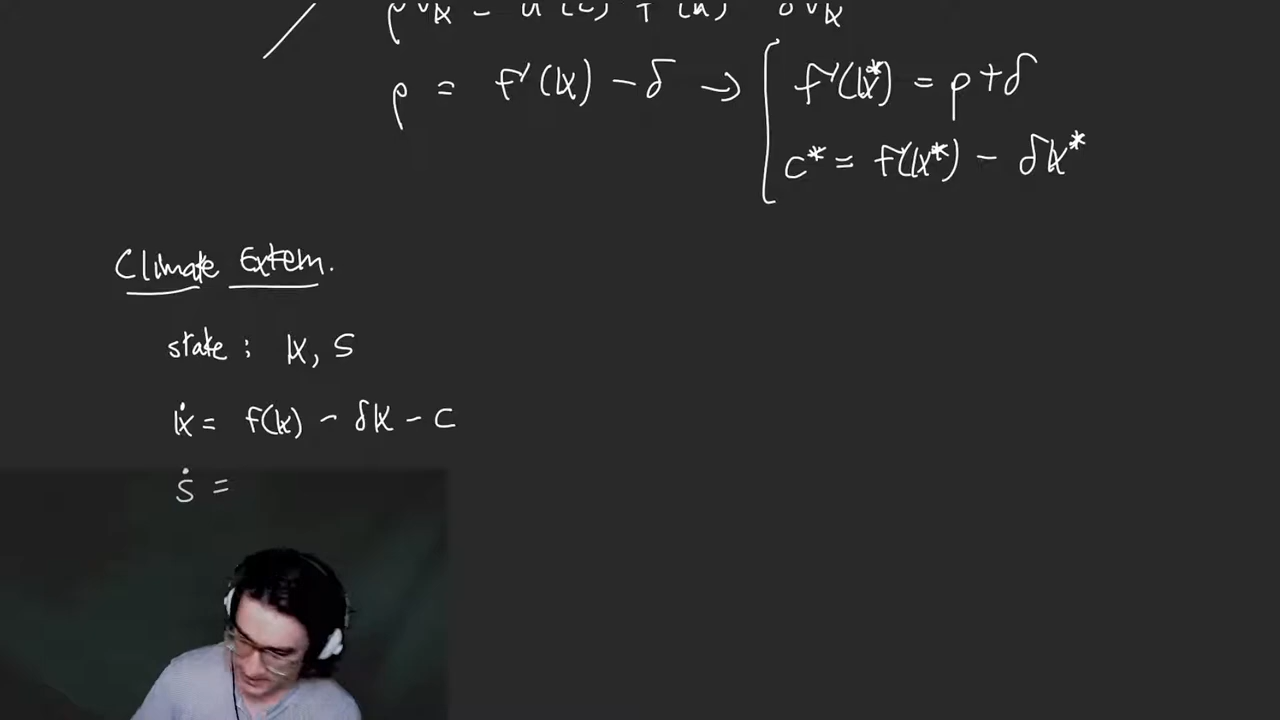 ρ = f'(k) - δ → [ f'(k*) = ρ + δ
c* = f(k*) - δk*
Climate Extern.
state : k, S
k̇ = f(k) - δk - c
Ṡ =